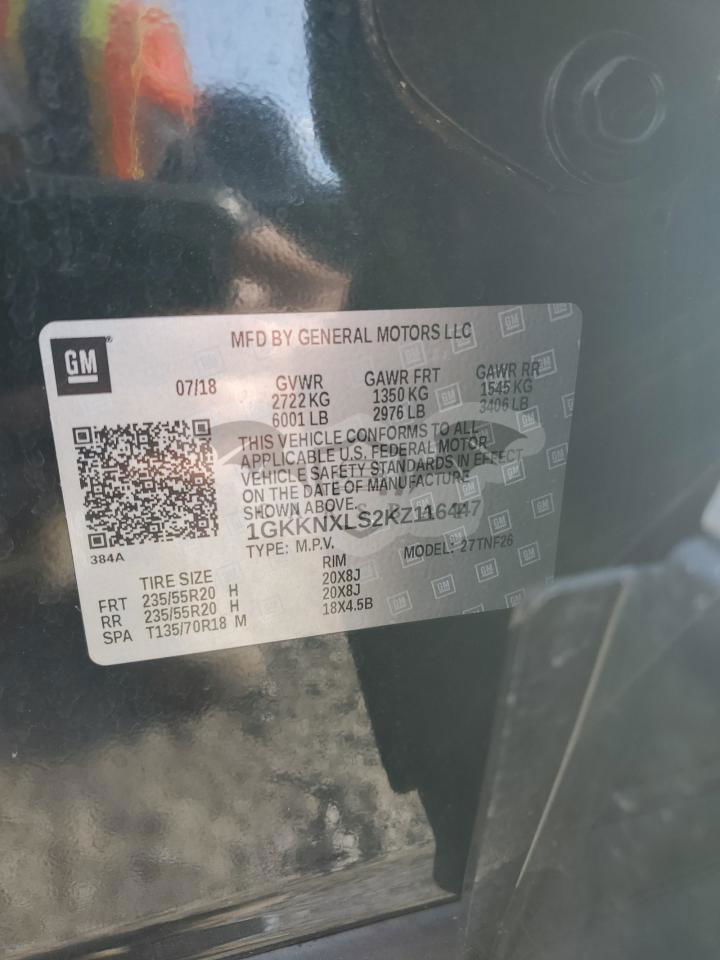 GM
MFD BY GENERAL MOTORS LLC
07/18 GVWR GAWR FRT GAWR RR
2722 KG 1350 KG 1545 KG
6001 LB 2976 LB 3406 LB
THIS VEHICLE CONFORMS TO ALL
APPLICABLE U.S. FEDERAL MOTOR
VEHICLE SAFETY STANDARDS IN EFFECT
ON THE DATE OF MANUFACTURE
SHOWN ABOVE.
1GKKNXLS2KZ116447
TYPE: M.P.V. MODEL: 27TNF26
384A
TIRE SIZE RIM
FRT 235/55R20 H 20X8J
RR 235/55R20 H 20X8J
SPA T135/70R18 M 18X4.5B